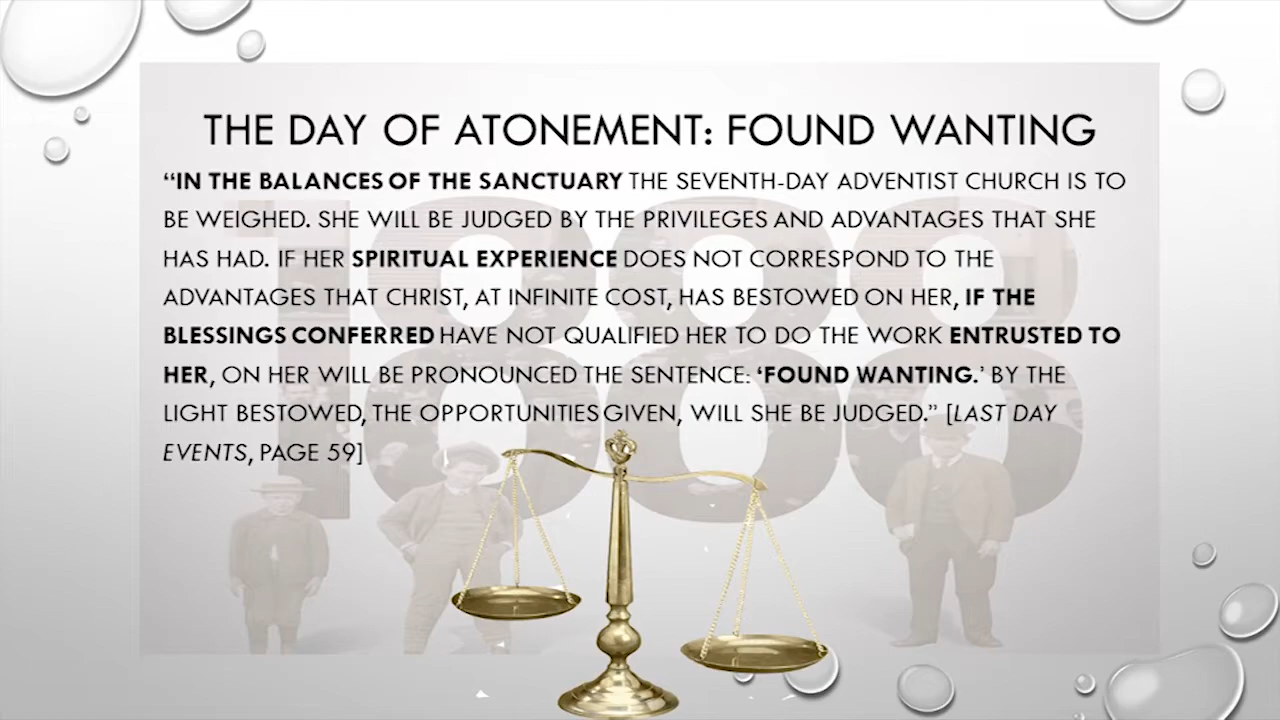 THE DAY OF ATONEMENT: FOUND WANTING
“IN THE BALANCES OF THE SANCTUARY THE SEVENTH-DAY ADVENTIST CHURCH IS TO
BE WEIGHED. SHE WILL BE JUDGED BY THE PRIVILEGES AND ADVANTAGES THAT SHE
HAS HAD. IF HER SPIRITUAL EXPERIENCE DOES NOT CORRESPOND TO THE
ADVANTAGES THAT CHRIST, AT INFINITE COST, HAS BESTOWED ON HER, IF THE
BLESSINGS CONFERRED HAVE NOT QUALIFIED HER TO DO THE WORK ENTRUSTED TO
HER, ON HER WILL BE PRONOUNCED THE SENTENCE: ‘FOUND WANTING.’ BY THE
LIGHT BESTOWED, THE OPPORTUNITIES GIVEN, WILL SHE BE JUDGED.” [LAST DAY
EVENTS, PAGE 59]
1888